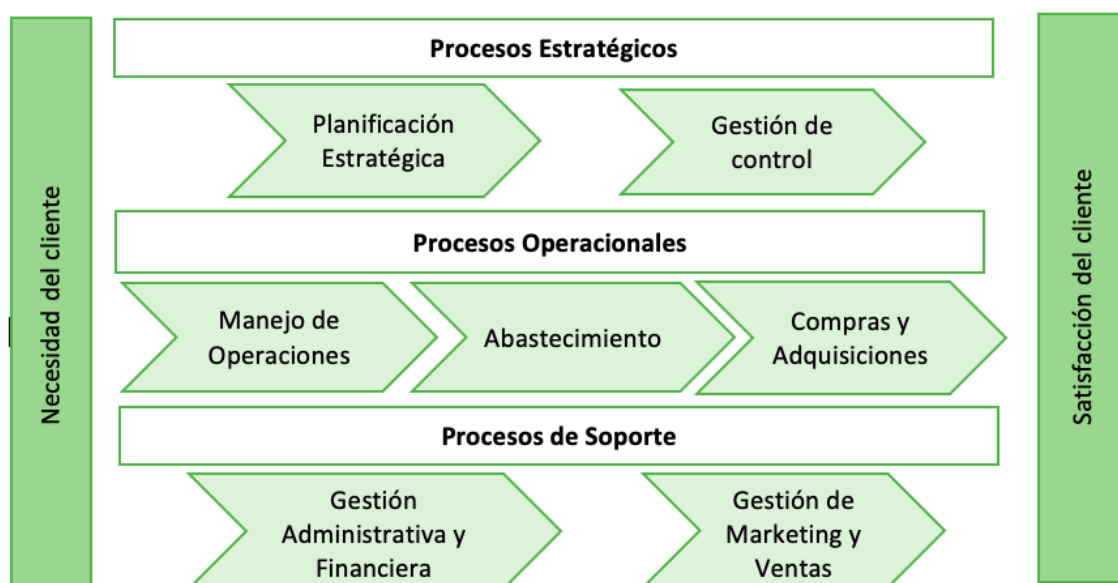 Necesidad del cliente
Procesos Estratégicos
Planificación
Estratégica
Gestión de
control
Procesos Operacionales
Manejo de
Operaciones
Abastecimiento
Compras y
Adquisiciones
Procesos de Soporte
Gestión
Administrativa y
Financiera
Gestión de
Marketing y
Ventas
Satisfacción del cliente